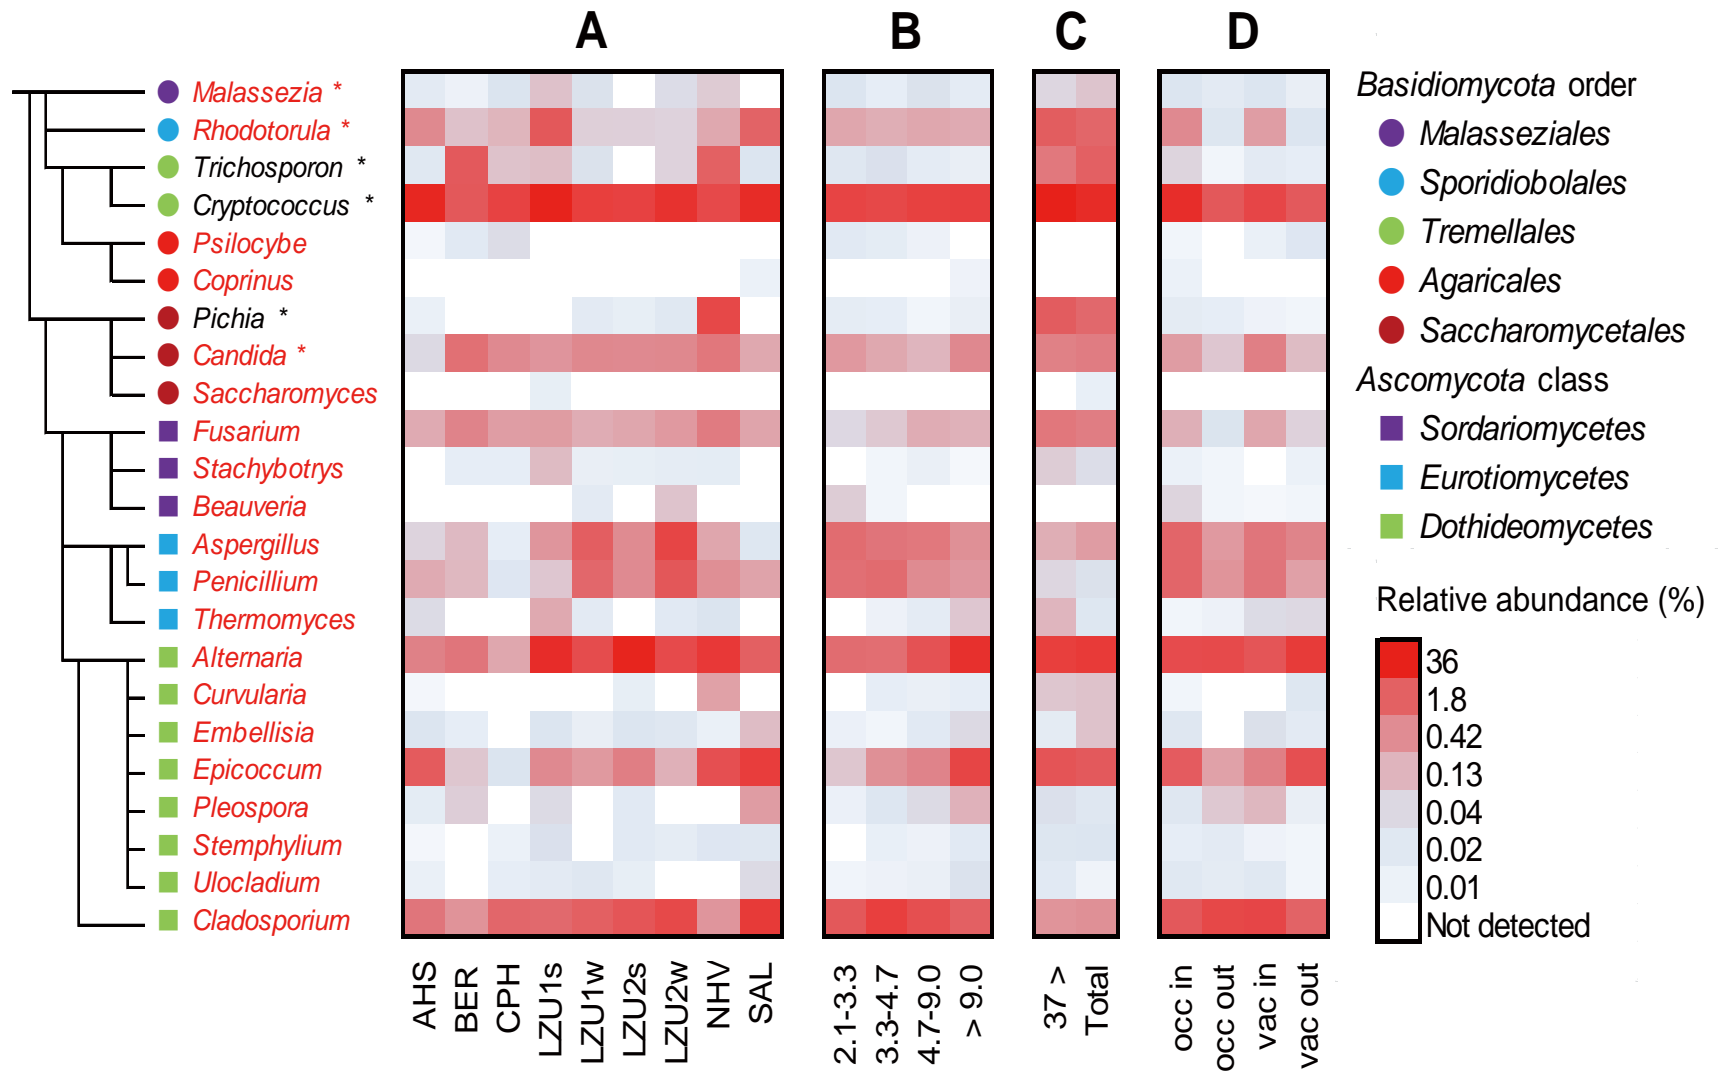 A B C D
Malassezia *
Rhodotorula *
Trichosporon *
Cryptococcus *
Psilocybe
Coprinus
Pichia *
Candida *
Saccharomyces
Fusarium
Stachybotrys
Beauveria
Aspergillus
Penicillium
Thermomyces
Alternaria
Curvularia
Embellisia
Epicoccum
Pleospora
Stemphylium
Ulocladium
Cladosporium
AHS
BER
CPH
LZU1s
LZU1w
LZU2s
LZU2w
NHV
SAL
2.1-3.3
3.3-4.7
4.7-9.0
> 9.0
37 >
Total
occ in
occ out
vac in
vac out
Basidiomycota order
Malasseziales
Sporidiobolales
Tremellales
Agaricales
Saccharomycetales
Ascomycota class
Sordariomycetes
Eurotiomycetes
Dothideomycetes
Relative abundance (%)
36
1.8
0.42
0.13
0.04
0.02
0.01
Not detected